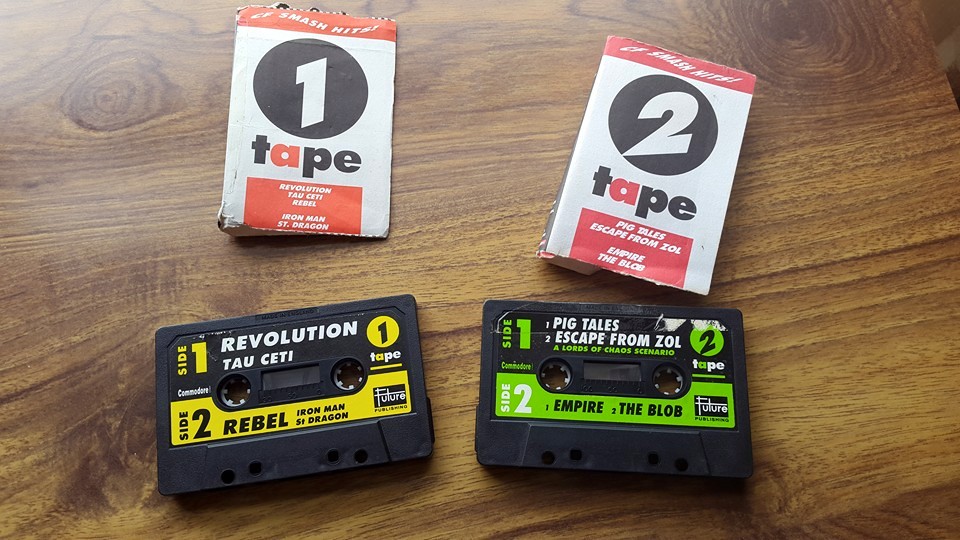 CF SMASH HITS!
1
tape
REVOLUTION
TAU CETI
REBEL
IRON MAN
ST. DRAGON
CF SMASH HITS!
2
tape
PIG TALES
ESCAPE FROM ZOL
EMPIRE
THE BLOB
SIDE 1
REVOLUTION
TAU CETI
1
tape
Commodore
SIDE 2
REBEL
IRON MAN
St DRAGON
Future
PUBLISHING
SIDE 1
1 PIG TALES
2 ESCAPE FROM ZOL
A LORDS OF CHAOS SCENARIO
2
tape
Commodore
SIDE 2
1 EMPIRE 2 THE BLOB
Future
PUBLISHING